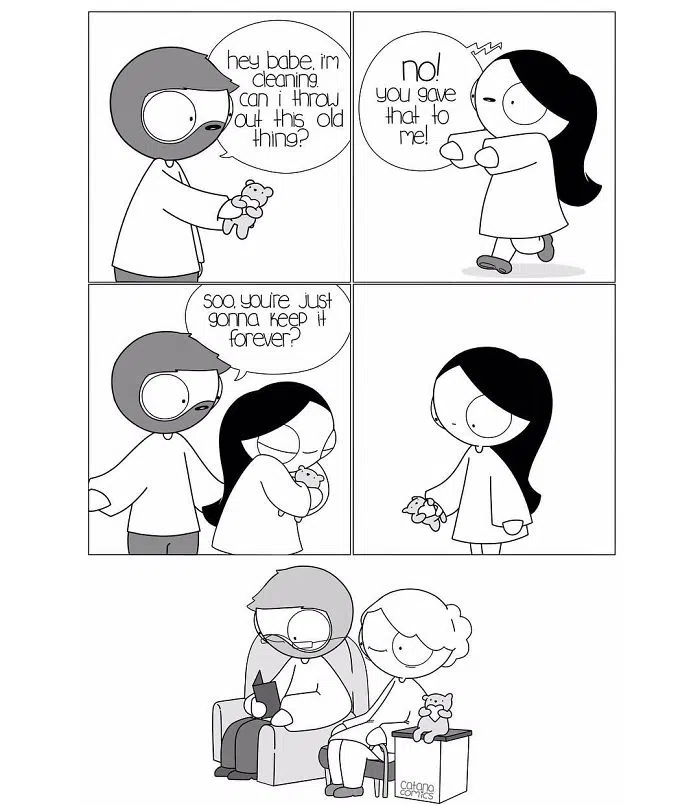 hey babe, i'm
cleaning.
can i throw
out this old
thing?
no!
you gave
that to
me!
soo, you're just
gonna keep it
forever?
catana
comics